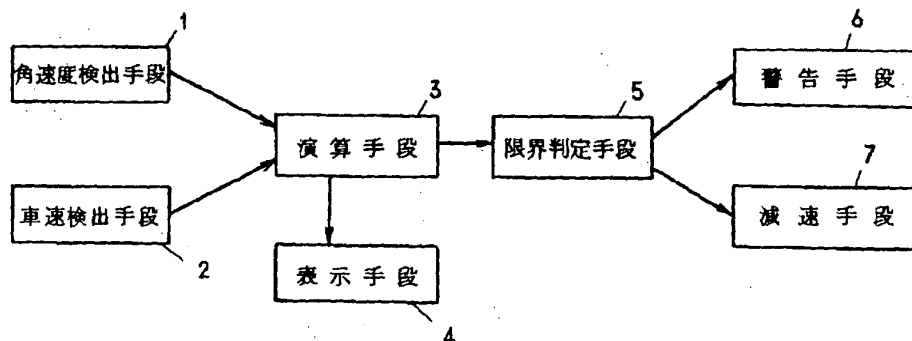 1
角速度検出手段
車速検出手段
2
3
演算手段
表示手段
4
5
限界判定手段
6
警告手段
7
減速手段